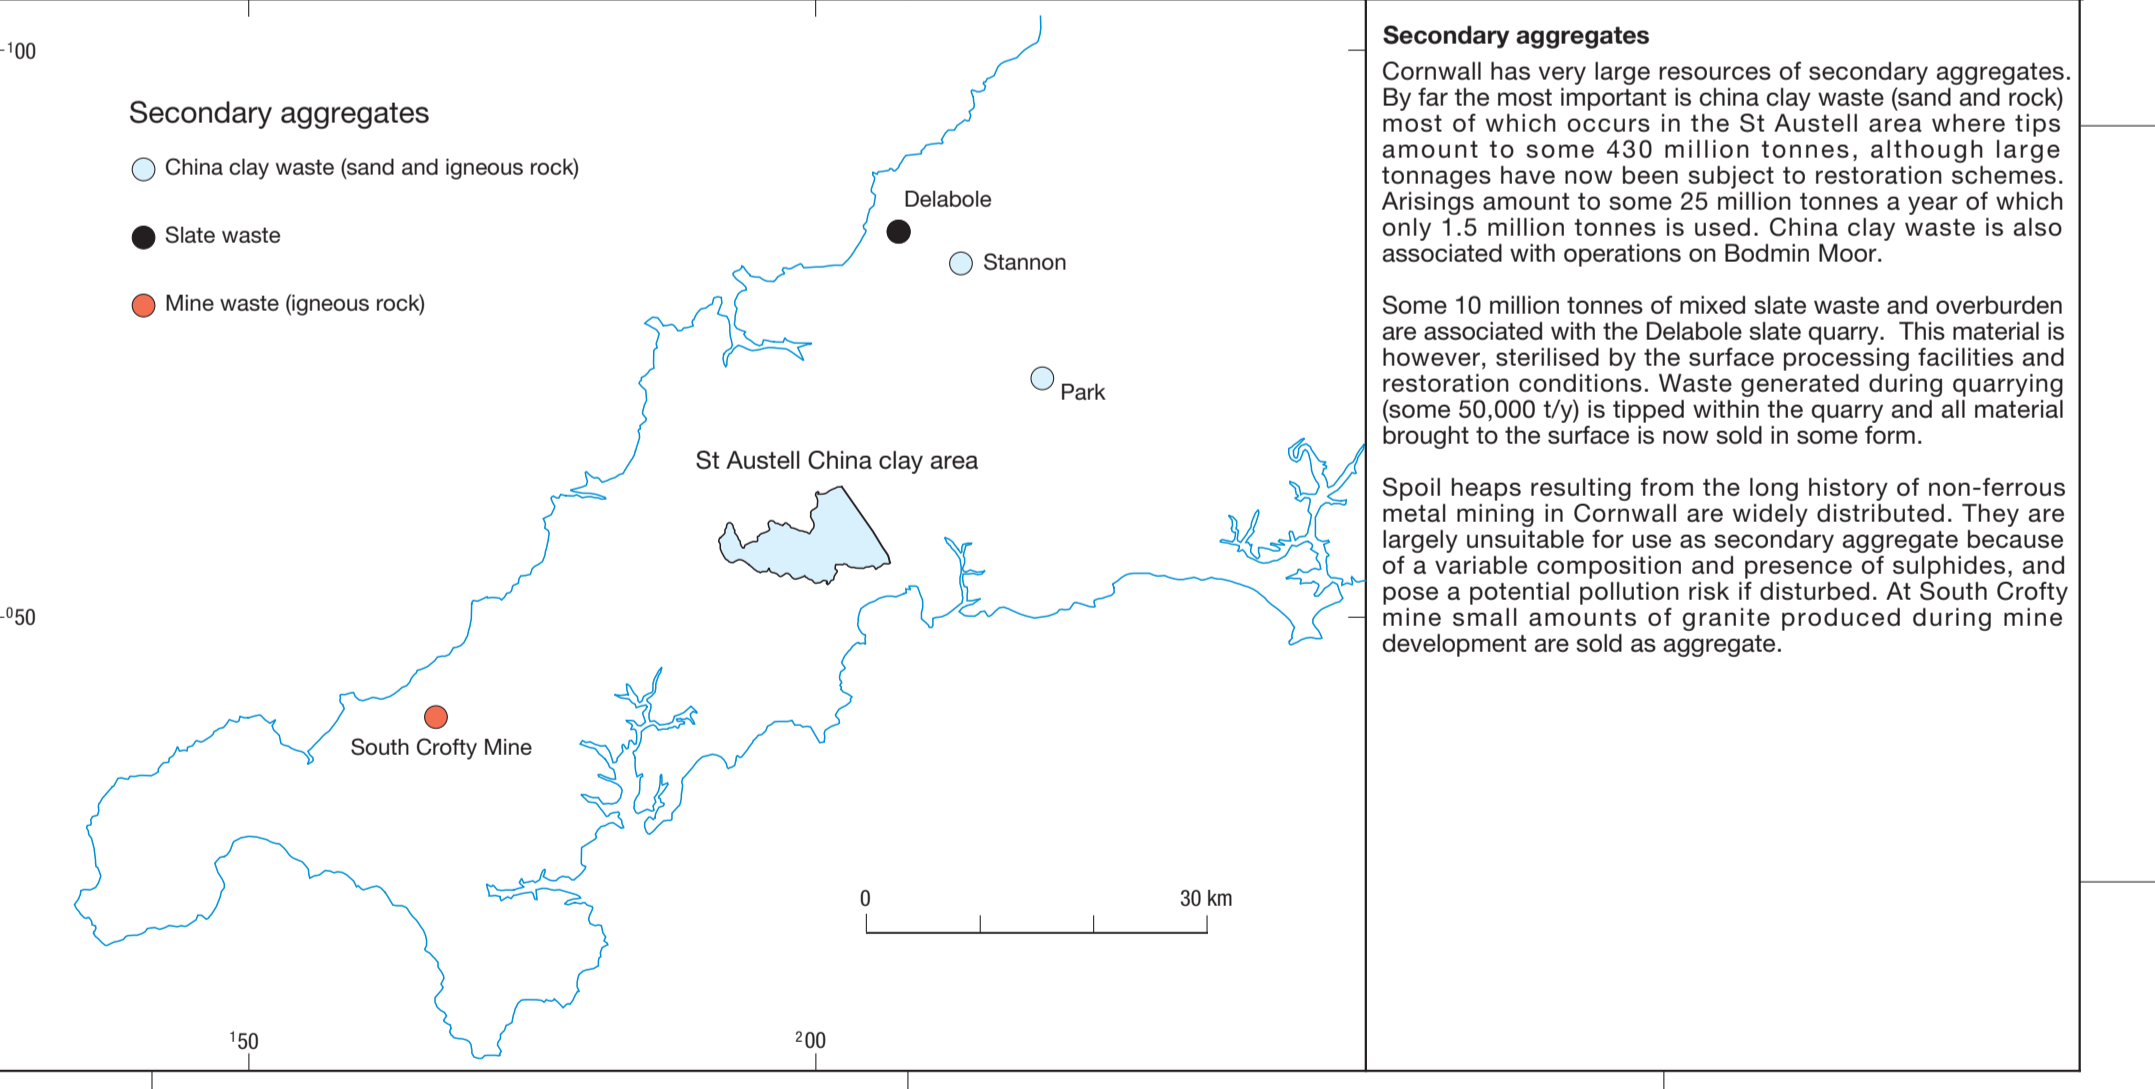 ¹00
Secondary aggregates
China clay waste (sand and igneous rock)
Slate waste
Mine waste (igneous rock)
Delabole
Stannon
Park
St Austell China clay area
⁰50
South Crofty Mine
0 30 km
¹50 ²00
Secondary aggregates
Cornwall has very large resources of secondary aggregates.
By far the most important is china clay waste (sand and rock)
most of which occurs in the St Austell area where tips
amount to some 430 million tonnes, although large
tonnages have now been subject to restoration schemes.
Arisings amount to some 25 million tonnes a year of which
only 1.5 million tonnes is used. China clay waste is also
associated with operations on Bodmin Moor.
Some 10 million tonnes of mixed slate waste and overburden
are associated with the Delabole slate quarry. This material is
however, sterilised by the surface processing facilities and
restoration conditions. Waste generated during quarrying
(some 50,000 t/y) is tipped within the quarry and all material
brought to the surface is now sold in some form.
Spoil heaps resulting from the long history of non-ferrous
metal mining in Cornwall are widely distributed. They are
largely unsuitable for use as secondary aggregate because
of a variable composition and presence of sulphides, and
pose a potential pollution risk if disturbed. At South Crofty
mine small amounts of granite produced during mine
development are sold as aggregate.